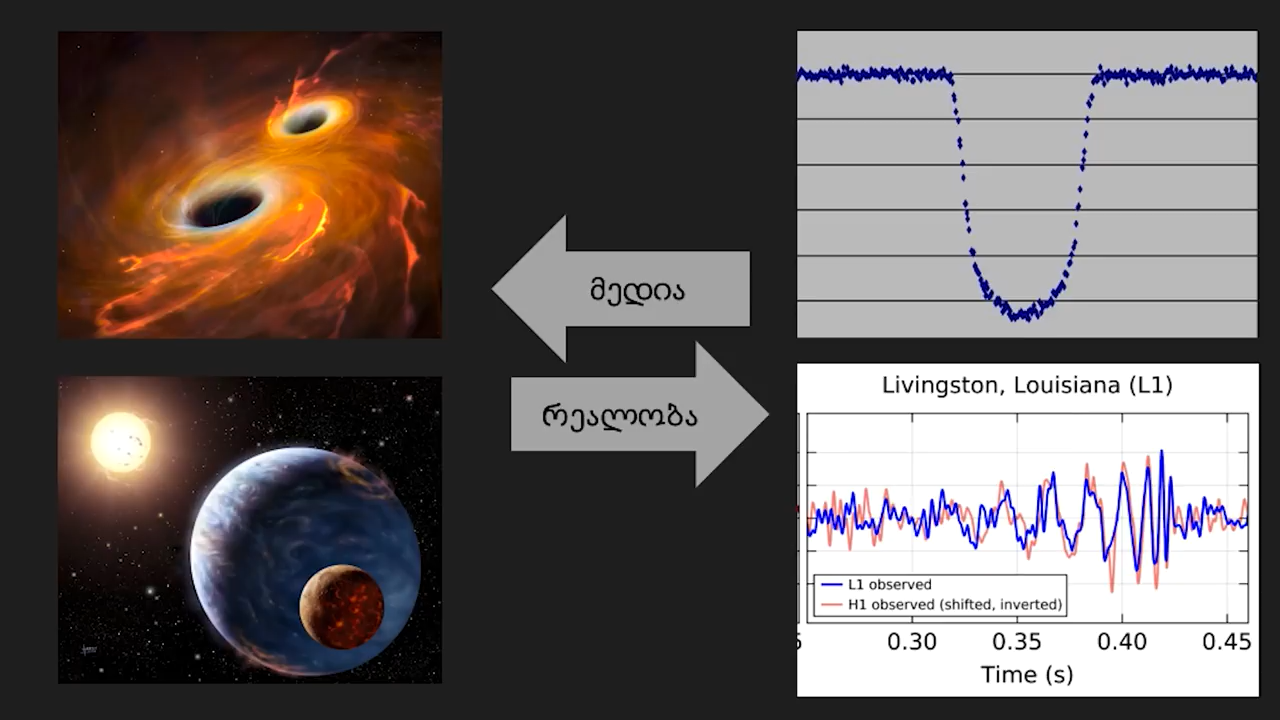 მედია
რეალობა
Livingston, Louisiana (L1)
L1 observed
H1 observed (shifted, inverted)
0.30 0.35 0.40 0.45
Time (s)